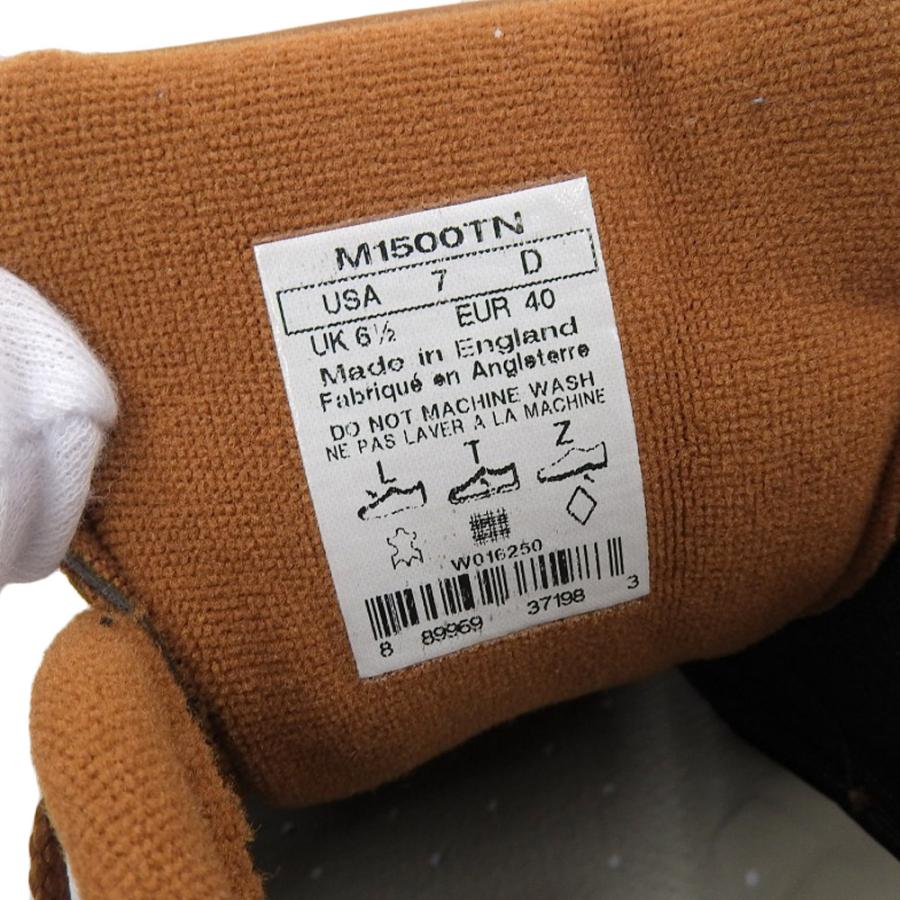 M1500TN
USA 7 D
UK 6½ EUR 40
Made in England
Fabriqué en Angleterre
DO NOT MACHINE WASH
NE PAS LAVER A LA MACHINE
L T Z
W016250
8 89969 37198 3